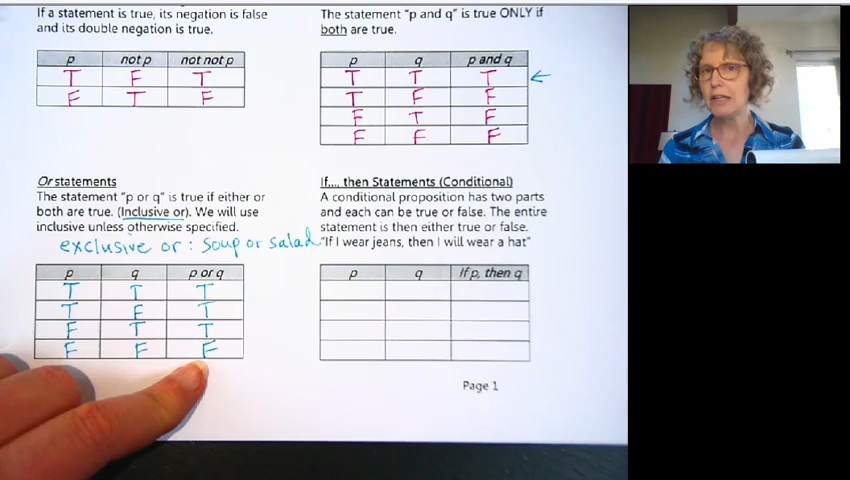 If a statement is true, its negation is false
and its double negation is true.
p not p not not p
T F T
F T F
The statement "p and q" is true ONLY if
both are true.
p q p and q
T T T ←
T F F
F T F
F F F
Or statements
The statement "p or q" is true if either or
both are true. (Inclusive or). We will use
inclusive unless otherwise specified.
exclusive or : soup or salad
p q p or q
T T T
T F T
F T T
F F F
If.... then Statements (Conditional)
A conditional proposition has two parts
and each can be true or false. The entire
statement is then either true or false.
"If I wear jeans, then I will wear a hat"
p q If p, then q
Page 1